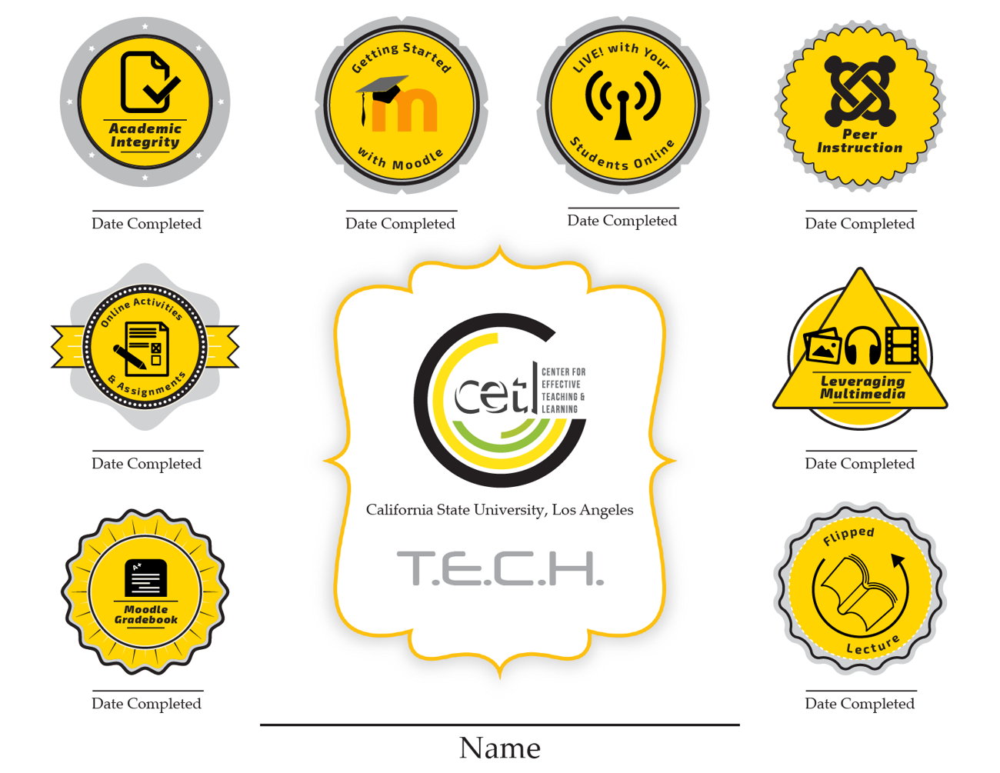 Academic
Integrity
Date Completed
Getting Started
with Moodle
Date Completed
LIVE! with Your
Students Online
Date Completed
Peer
Instruction
Date Completed
Online Activities
& Assignments
Date Completed
cetl
CENTER FOR
EFFECTIVE
TEACHING &
LEARNING
California State University, Los Angeles
T.E.C.H.
Leveraging
Multimedia
Date Completed
A+
Moodle
Gradebook
Date Completed
Flipped
Lecture
Date Completed
Name